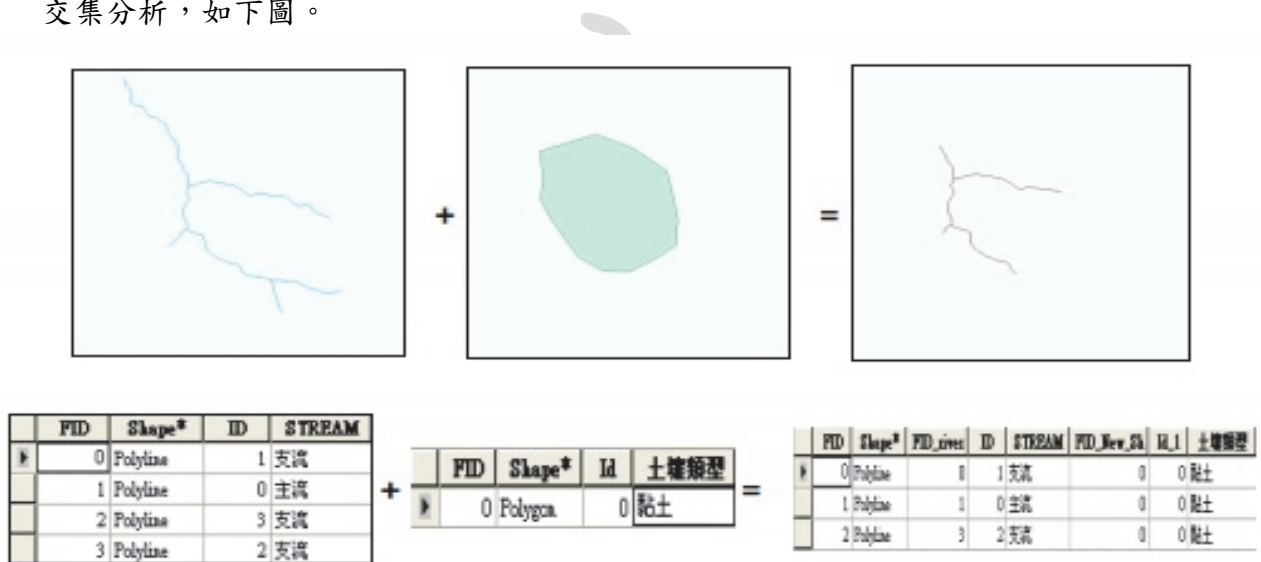 交集分析，如下圖。
+ =
FID Shape* ID STREAM
0 Polyline 1 支流
1 Polyline 0 主流
2 Polyline 3 支流
3 Polyline 2 支流
+
FID Shape* Id 土壤類型
0 Polygon 0 黏土
=
FID Shape* FID_rives ID STREAM FID_New_Sh Id_1 土壤類型
0 Polyline 0 1 支流 0 0 黏土
1 Polyline 1 0 主流 0 0 黏土
2 Polyline 3 2 支流 0 0 黏土